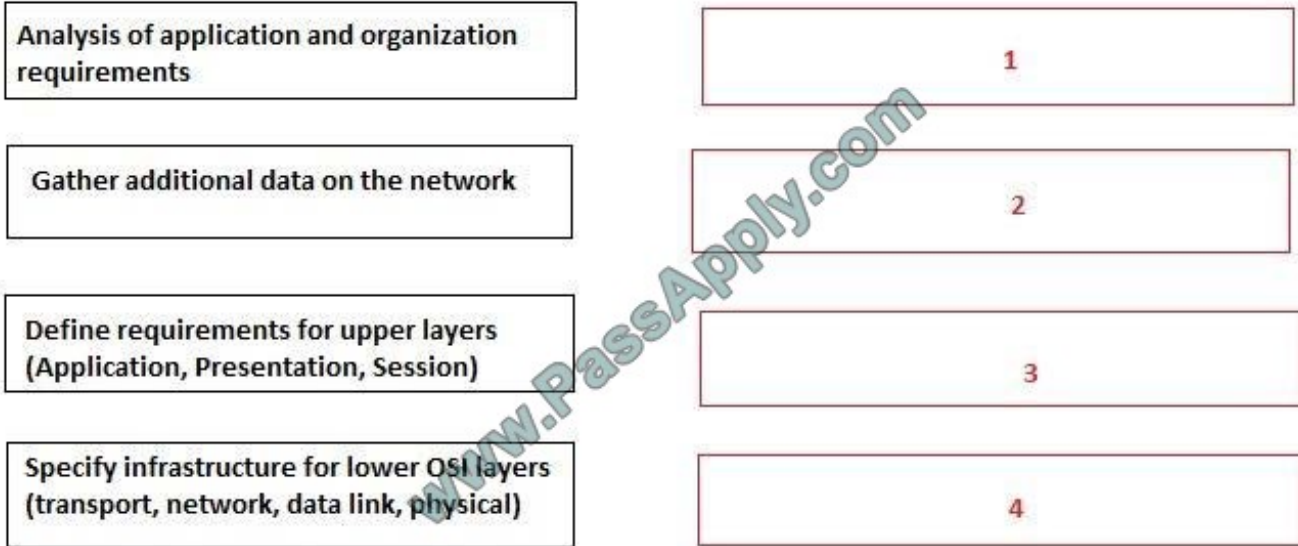 Analysis of application and organization
requirements
1
Gather additional data on the network
2
Define requirements for upper layers
(Application, Presentation, Session)
3
Specify infrastructure for lower OSI layers
(transport, network, data link, physical)
4
www.PassApply.com